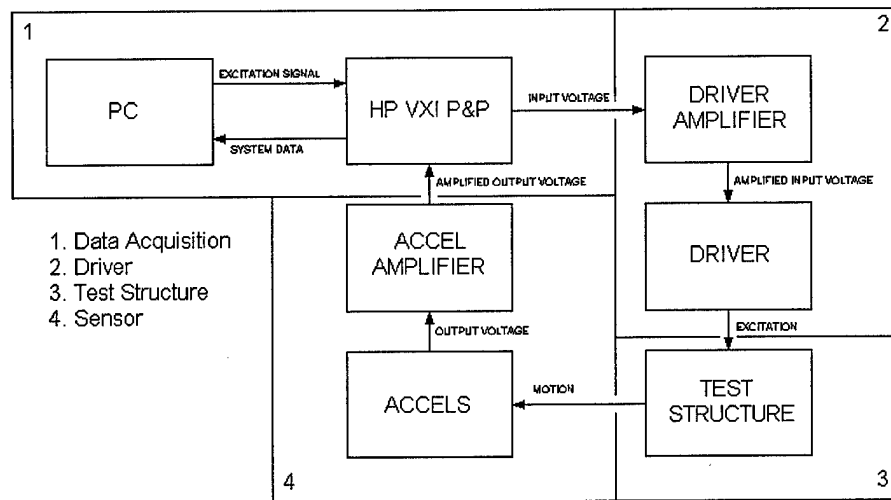 1
2
PC
EXCITATION SIGNAL
SYSTEM DATA
HP VXI P&P
INPUT VOLTAGE
DRIVER
AMPLIFIER
AMPLIFIED OUTPUT VOLTAGE
AMPLIFIED INPUT VOLTAGE
1. Data Acquisition
2. Driver
3. Test Structure
4. Sensor
ACCEL
AMPLIFIER
DRIVER
OUTPUT VOLTAGE
EXCITATION
ACCELS
MOTION
TEST
STRUCTURE
4
3